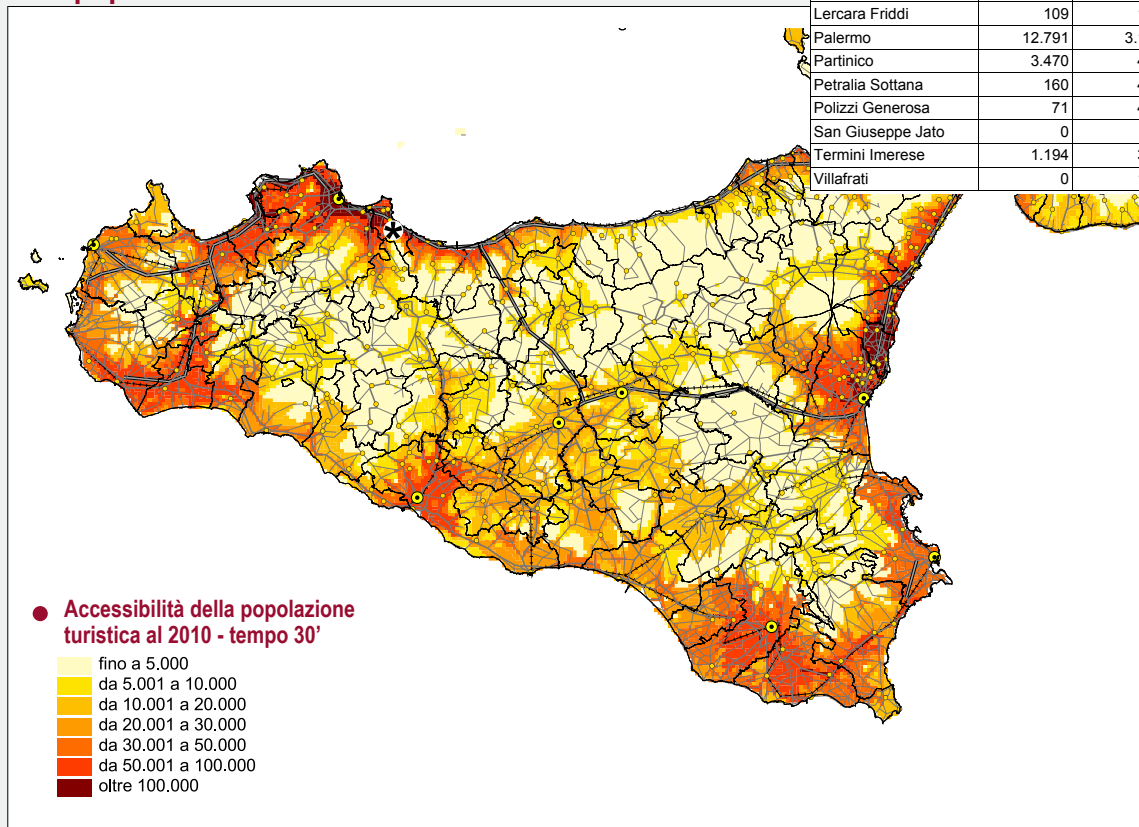 Lercara Friddi 109
Palermo 12.791 3.
Partinico 3.470
Petralia Sottana 160
Polizzi Generosa 71
San Giuseppe Jato 0
Termini Imerese 1.194
Villafrati 0
*
Accessibilità della popolazione
turistica al 2010 - tempo 30’
fino a 5.000
da 5.001 a 10.000
da 10.001 a 20.000
da 20.001 a 30.000
da 30.001 a 50.000
da 50.001 a 100.000
oltre 100.000